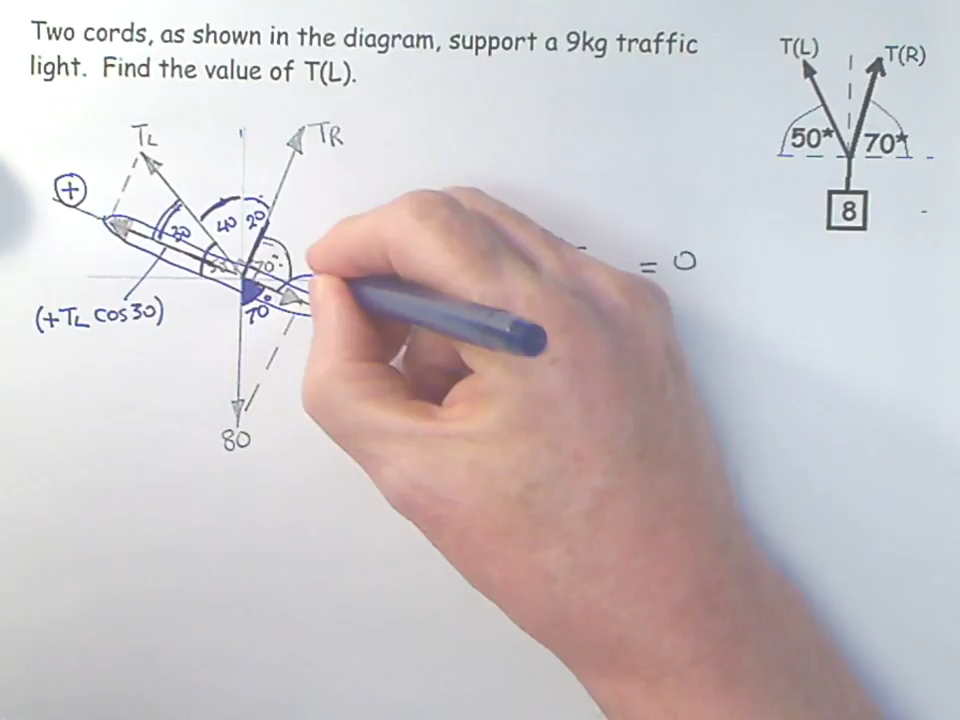 Two cords, as shown in the diagram, support a 9kg traffic
light. Find the value of T(L).
T(L)
T(R)
50*
70*
8
TL
TR
+
30
40
20
70°
(+TL cos30)
70°
80
= 0